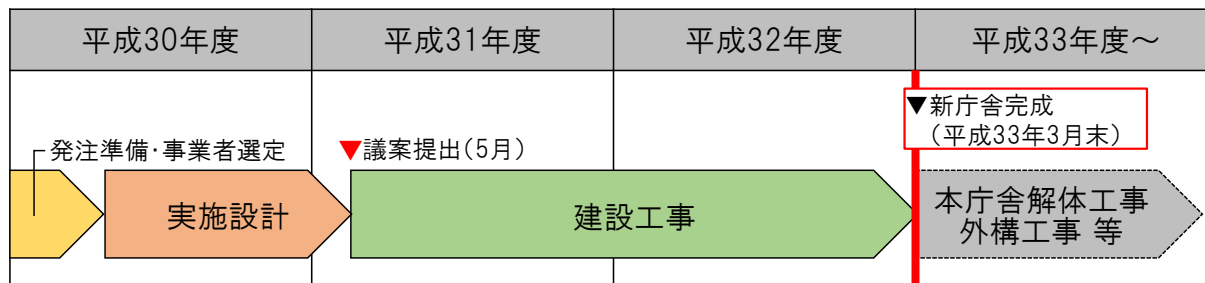 平成30年度
平成31年度
平成32年度
平成33年度～
▼新庁舎完成
（平成33年3月末）
発注準備・事業者選定
▼議案提出（5月）
実施設計
建設工事
本庁舎解体工事
外構工事 等